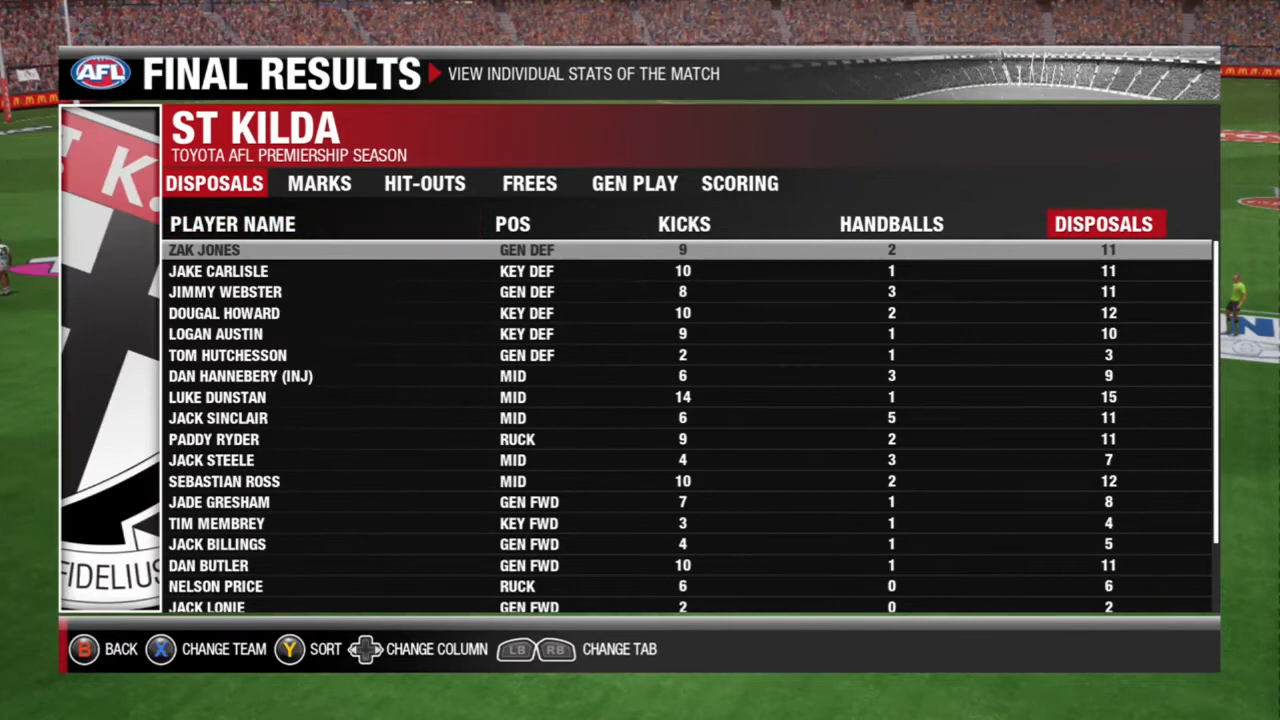 AFL FINAL RESULTS VIEW INDIVIDUAL STATS OF THE MATCH
ST KILDA
TOYOTA AFL PREMIERSHIP SEASON
DISPOSALS MARKS HIT-OUTS FREES GEN PLAY SCORING
PLAYER NAME POS KICKS HANDBALLS DISPOSALS
ZAK JONES GEN DEF 9 2 11
JAKE CARLISLE KEY DEF 10 1 11
JIMMY WEBSTER GEN DEF 8 3 11
DOUGAL HOWARD KEY DEF 10 2 12
LOGAN AUSTIN KEY DEF 9 1 10
TOM HUTCHESSON GEN DEF 2 1 3
DAN HANNEBERY (INJ) MID 6 3 9
LUKE DUNSTAN MID 14 1 15
JACK SINCLAIR MID 6 5 11
PADDY RYDER RUCK 9 2 11
JACK STEELE MID 4 3 7
SEBASTIAN ROSS MID 10 2 12
JADE GRESHAM GEN FWD 7 1 8
TIM MEMBREY KEY FWD 3 1 4
JACK BILLINGS GEN FWD 4 1 5
DAN BUTLER GEN FWD 10 1 11
NELSON PRICE RUCK 6 0 6
JACK LONIE GEN FWD 2 0 2
T K.
FIDELIUS
B BACK X CHANGE TEAM Y SORT CHANGE COLUMN LB RB CHANGE TAB